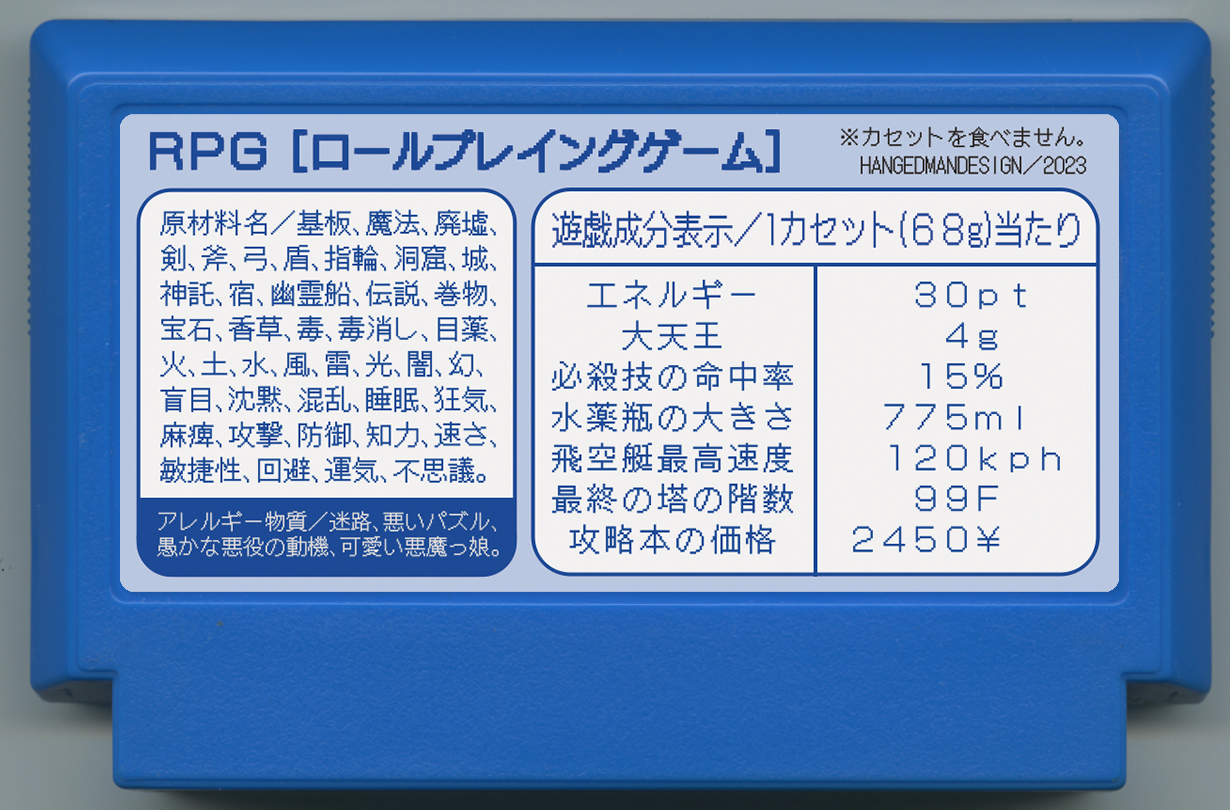 RPG [ロールプレイングゲーム]
※カセットを食べません。
HANGEDMANDESIGN／2023
原材料名／基板、魔法、廃墟、
剣、斧、弓、盾、指輪、洞窟、城、
神託、宿、幽霊船、伝説、巻物、
宝石、香草、毒、毒消し、目薬、
火、土、水、風、雷、光、闇、幻、
盲目、沈黙、混乱、睡眠、狂気、
麻痺、攻撃、防御、知力、速さ、
敏捷性、回避、運気、不思議。
アレルギー物質／迷路、悪いパズル、
愚かな悪役の動機、可愛い悪魔っ娘。
遊戯成分表示／1カセット(68g)当たり
エネルギー 30pt
大天王 4g
必殺技の命中率 15%
水薬瓶の大きさ 775ml
飛空艇最高速度 120kph
最終の塔の階数 99F
攻略本の価格 2450¥